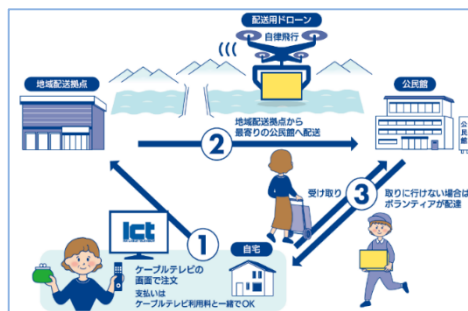 配送用ドローン
自律飛行
地域配送拠点
公民館
公民館
2
地域配送拠点から
最寄りの公民館へ配送
受け取り
3
取りに行けない場合は
ボランティアが配達
1
ict
自宅
ケーブルテレビの
画面で注文
支払いは
ケーブルテレビ利用料と一緒でOK